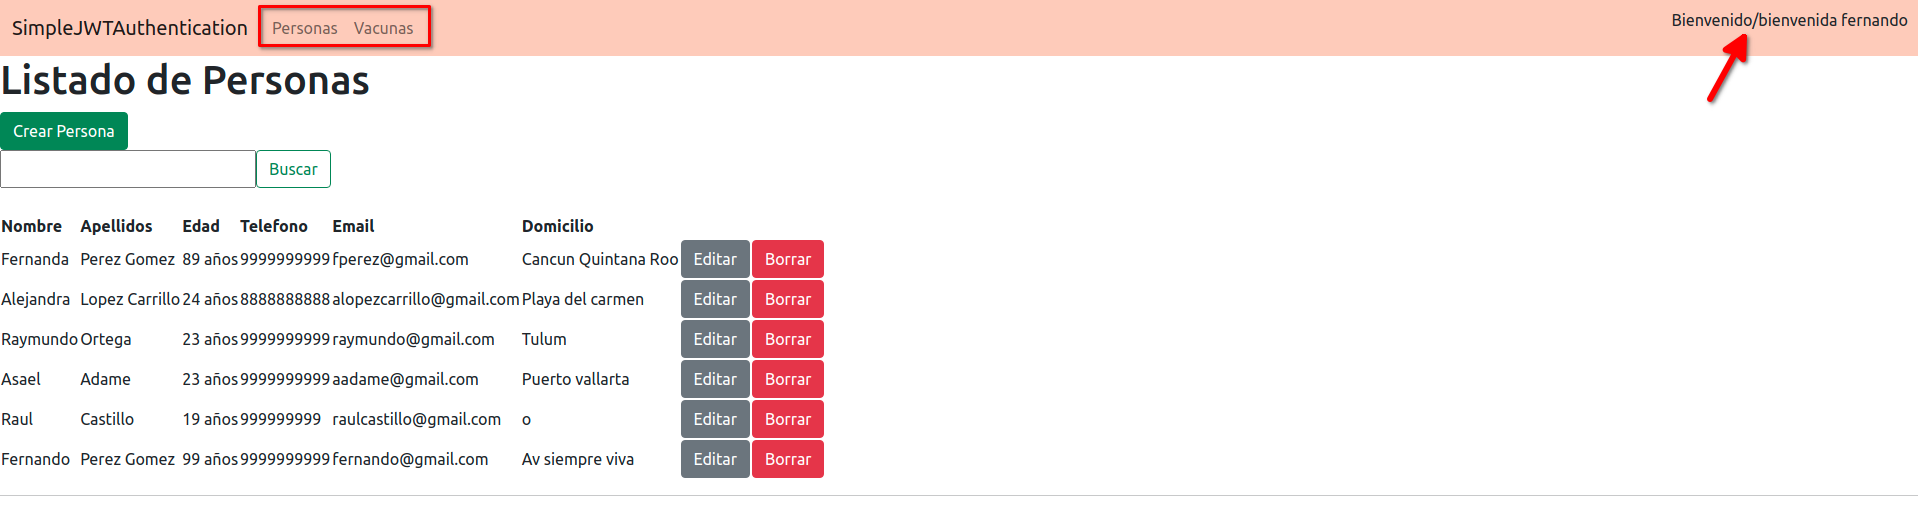 SimpleJWTAuthentication Personas Vacunas Bienvenido/bienvenida fernando
Listado de Personas
Crear Persona
Buscar
Nombre Apellidos Edad Telefono Email Domicilio
Fernanda Perez Gomez 89 años 9999999999 fperez@gmail.com Cancun Quintana Roo Editar Borrar
Alejandra Lopez Carrillo 24 años 8888888888 alopezcarrillo@gmail.com Playa del carmen Editar Borrar
Raymundo Ortega 23 años 9999999999 raymundo@gmail.com Tulum Editar Borrar
Asael Adame 23 años 9999999999 aadame@gmail.com Puerto vallarta Editar Borrar
Raul Castillo 19 años 999999999 raulcastillo@gmail.com o Editar Borrar
Fernando Perez Gomez 99 años 9999999999 fernando@gmail.com Av siempre viva Editar Borrar